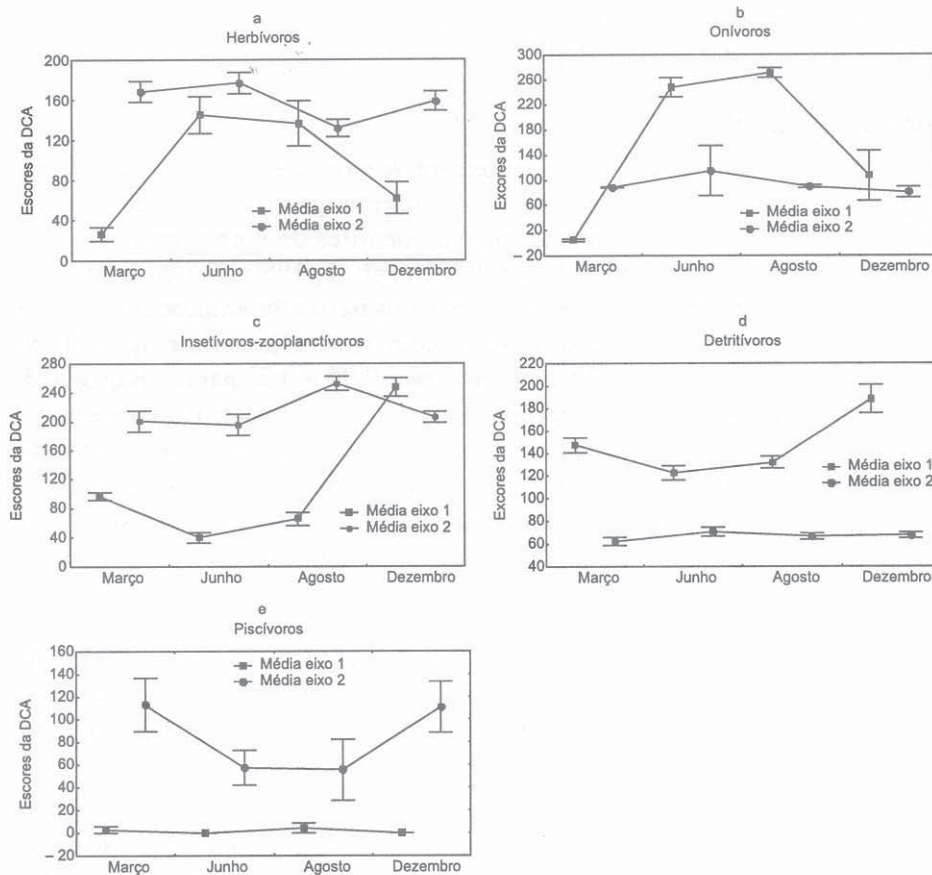 a
Herbívoros
Escores da DCA
200
160
120
80
40
0
Média eixo 1
Média eixo 2
Março Junho Agosto Dezembro
b
Onívoros
Excores da DCA
300
260
220
180
140
100
60
20
– 20
Média eixo 1
Média eixo 2
Março Junho Agosto Dezembro
c
Insetívoros-zooplanctívoros
Escores da DCA
280
240
200
160
120
80
40
0
Média eixo 1
Média eixo 2
Março Junho Agosto Dezembro
d
Detritívoros
Excores da DCA
220
200
180
160
140
120
100
80
60
40
Média eixo 1
Média eixo 2
Março Junho Agosto Dezembro
e
Piscívoros
Escores da DCA
160
140
120
100
80
60
40
20
0
– 20
Média eixo 1
Média eixo 2
Março Junho Agosto Dezembro